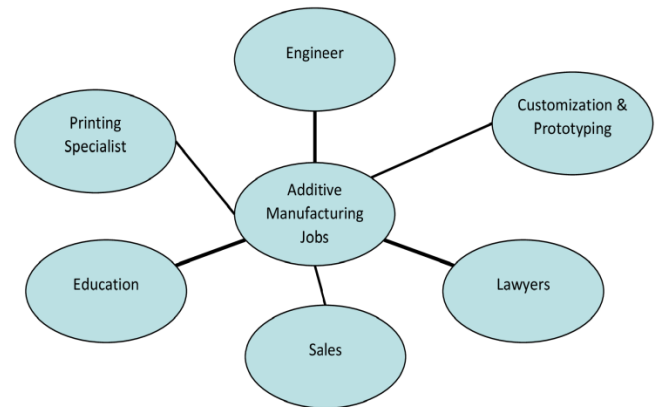 Engineer
Customization &
Prototyping
Printing
Specialist
Additive
Manufacturing
Jobs
Education
Lawyers
Sales